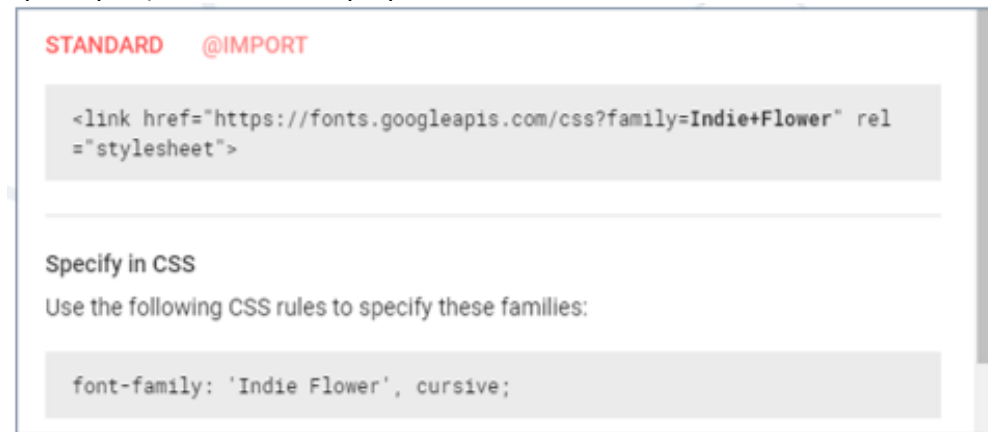 STANDARD @IMPORT
<link href="https://fonts.googleapis.com/css?family=Indie+Flower" rel
="stylesheet">
Specify in CSS
Use the following CSS rules to specify these families:
font-family: 'Indie Flower', cursive;